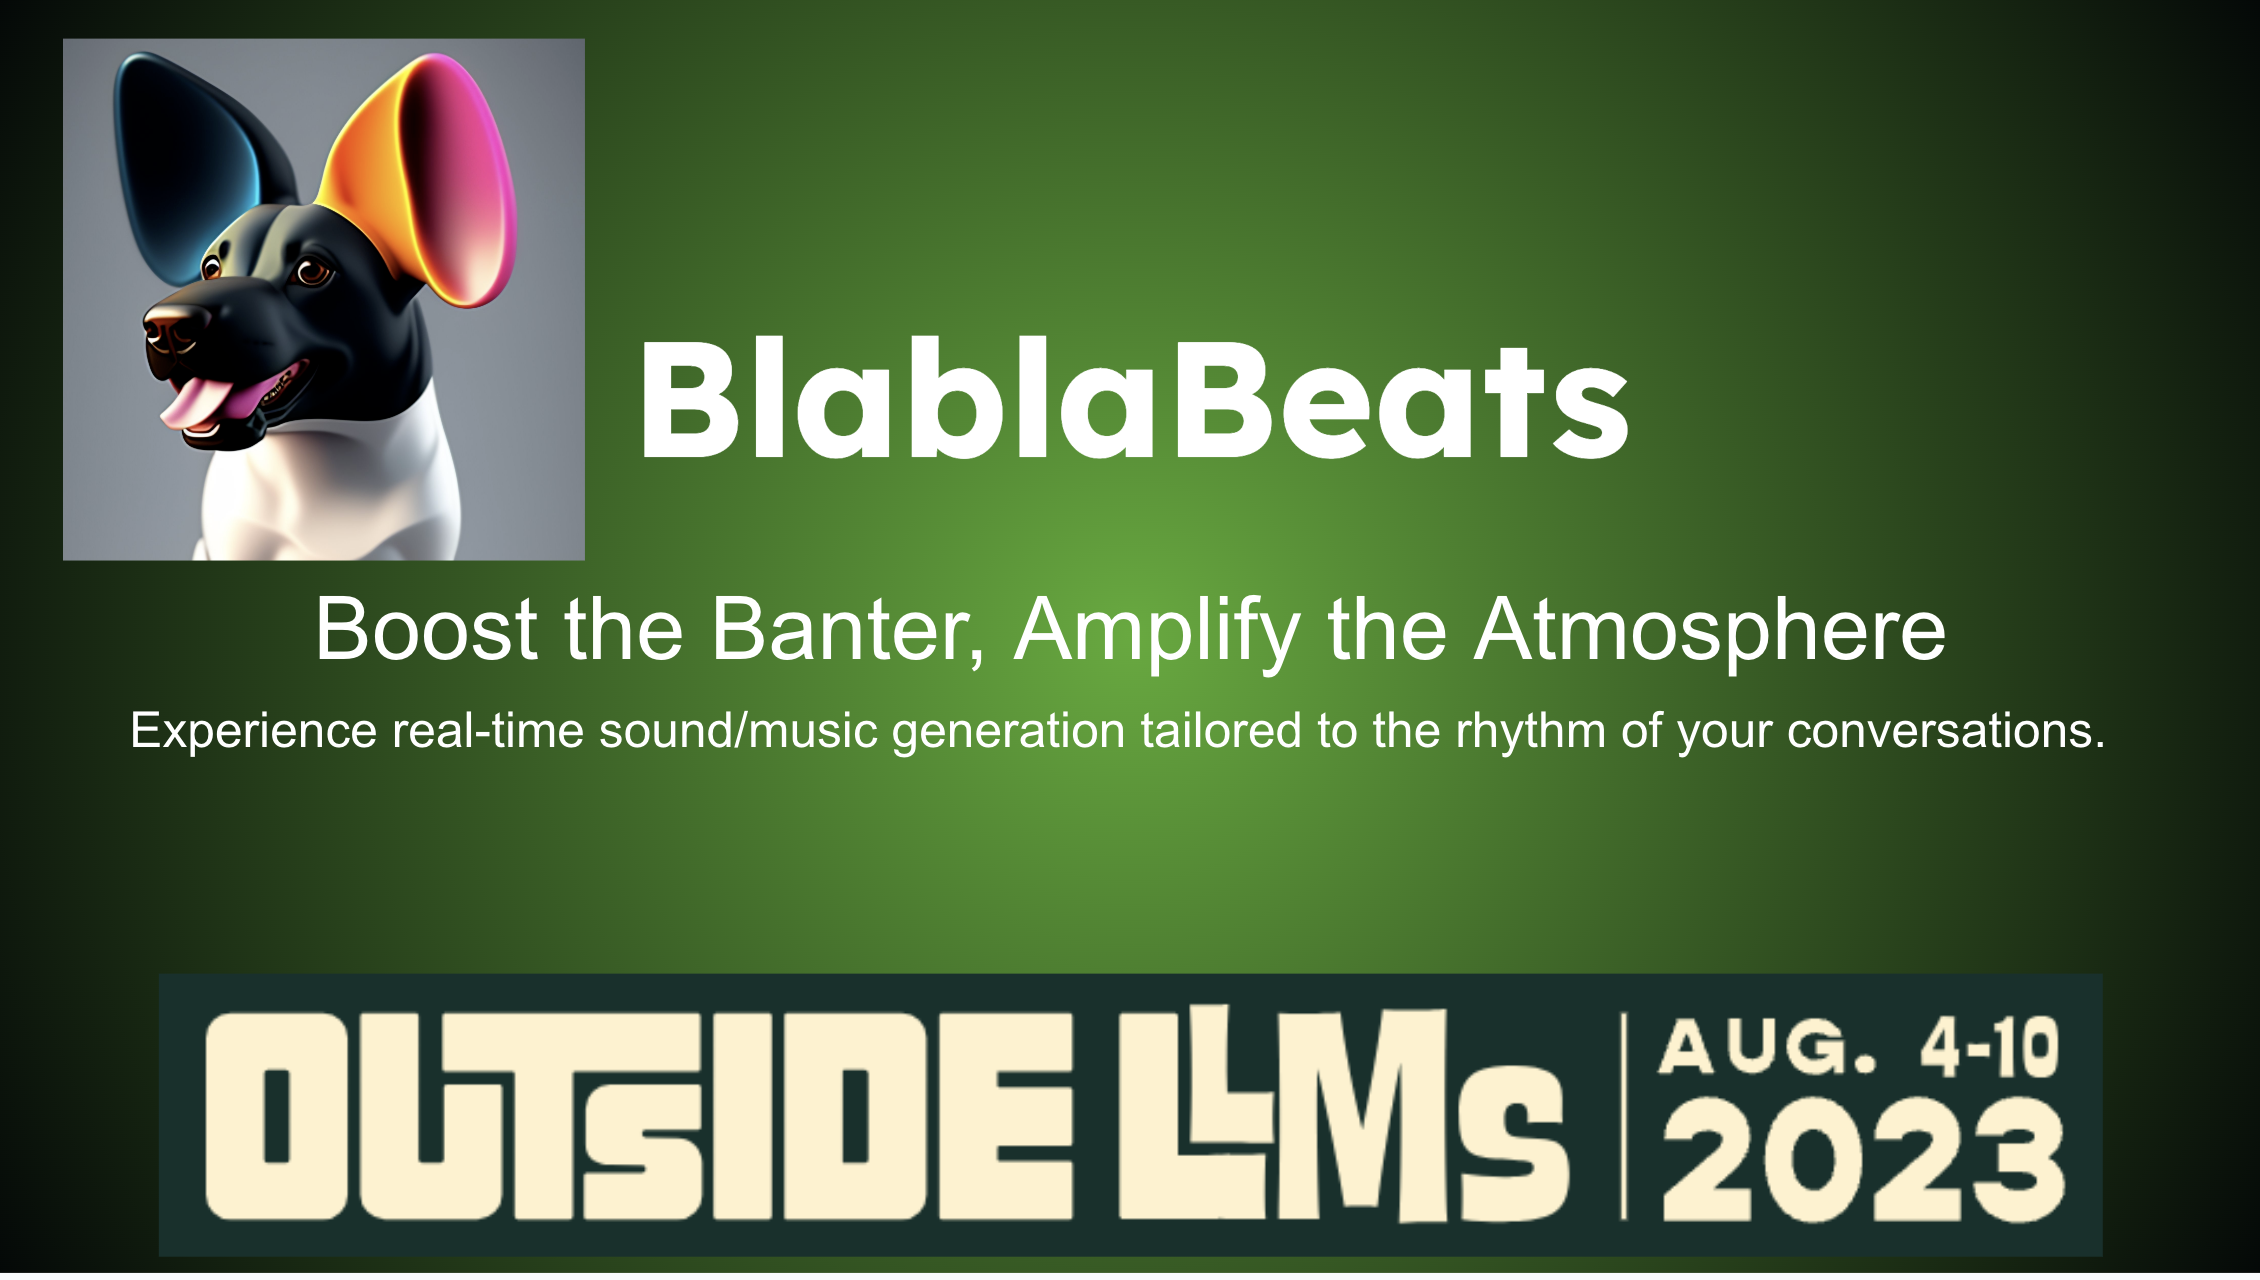 BlablaBeats
Boost the Banter, Amplify the Atmosphere
Experience real-time sound/music generation tailored to the rhythm of your conversations.
OUTSIDE LLMs
AUG. 4-10
2023